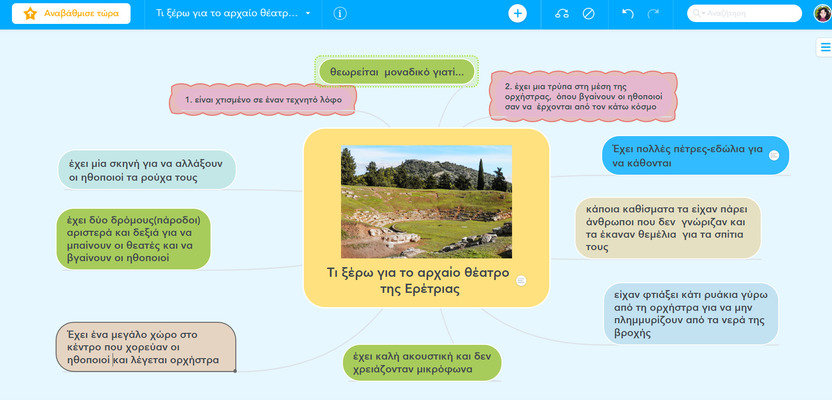 Αναβάθμισε τώρα
Τι ξέρω για το αρχαίο θέατρ...
Αναζήτηση
θεωρείται μοναδικό γιατί...
1. είναι χτισμένο σε έναν τεχνητό λόφο
2. έχει μια τρύπα στη μέση της
ορχήστρας, όπου βγαίνουν οι ηθοποιοί
σαν να έρχονται από τον κάτω κόσμο
έχει μία σκηνή για να αλλάξουν
οι ηθοποιοί τα ρούχα τους
Έχει πολλές πέτρες-εδώλια για
να κάθονται
έχει δύο δρόμους(πάροδοι)
αριστερά και δεξιά για να
μπαίνουν οι θεατές και να
βγαίνουν οι ηθοποιοί
κάποια καθίσματα τα είχαν πάρει
άνθρωποι που δεν γνώριζαν και
τα έκαναν θεμέλια για τα σπίτια
τους
Τι ξέρω για το αρχαίο θέατρο
της Ερέτριας
είχαν φτιάξει κάτι ρυάκια γύρω
από τη ορχήστρα για να μην
πλημμυρίζουν από τα νερά της
βροχής
Έχει ένα μεγάλο χώρο στο
κέντρο που χορεύαν οι
ηθοποιοί και λέγεται ορχήστρα
έχει καλή ακουστική και δεν
χρειάζονταν μικρόφωνα